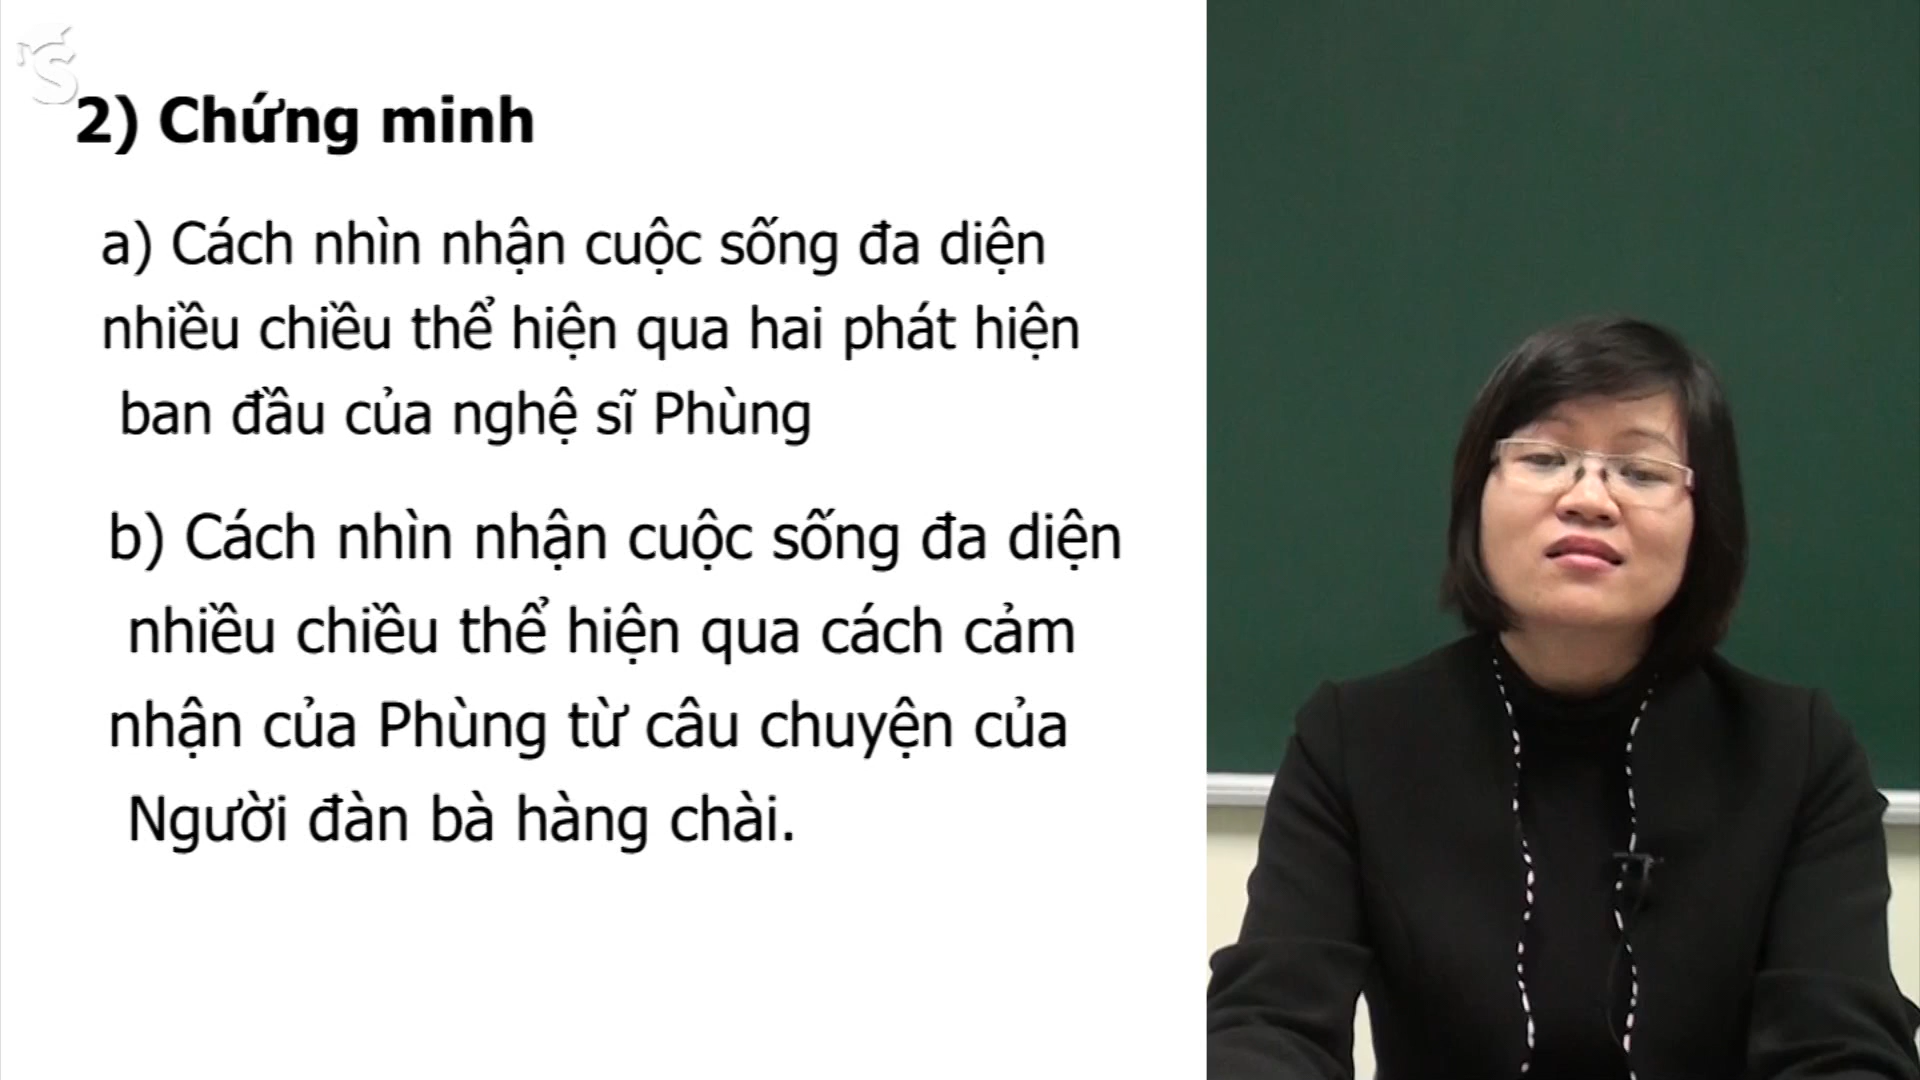 S
2) Chứng minh
a) Cách nhìn nhận cuộc sống đa diện
nhiều chiều thể hiện qua hai phát hiện
ban đầu của nghệ sĩ Phùng
b) Cách nhìn nhận cuộc sống đa diện
nhiều chiều thể hiện qua cách cảm
nhận của Phùng từ câu chuyện của
Người đàn bà hàng chài.